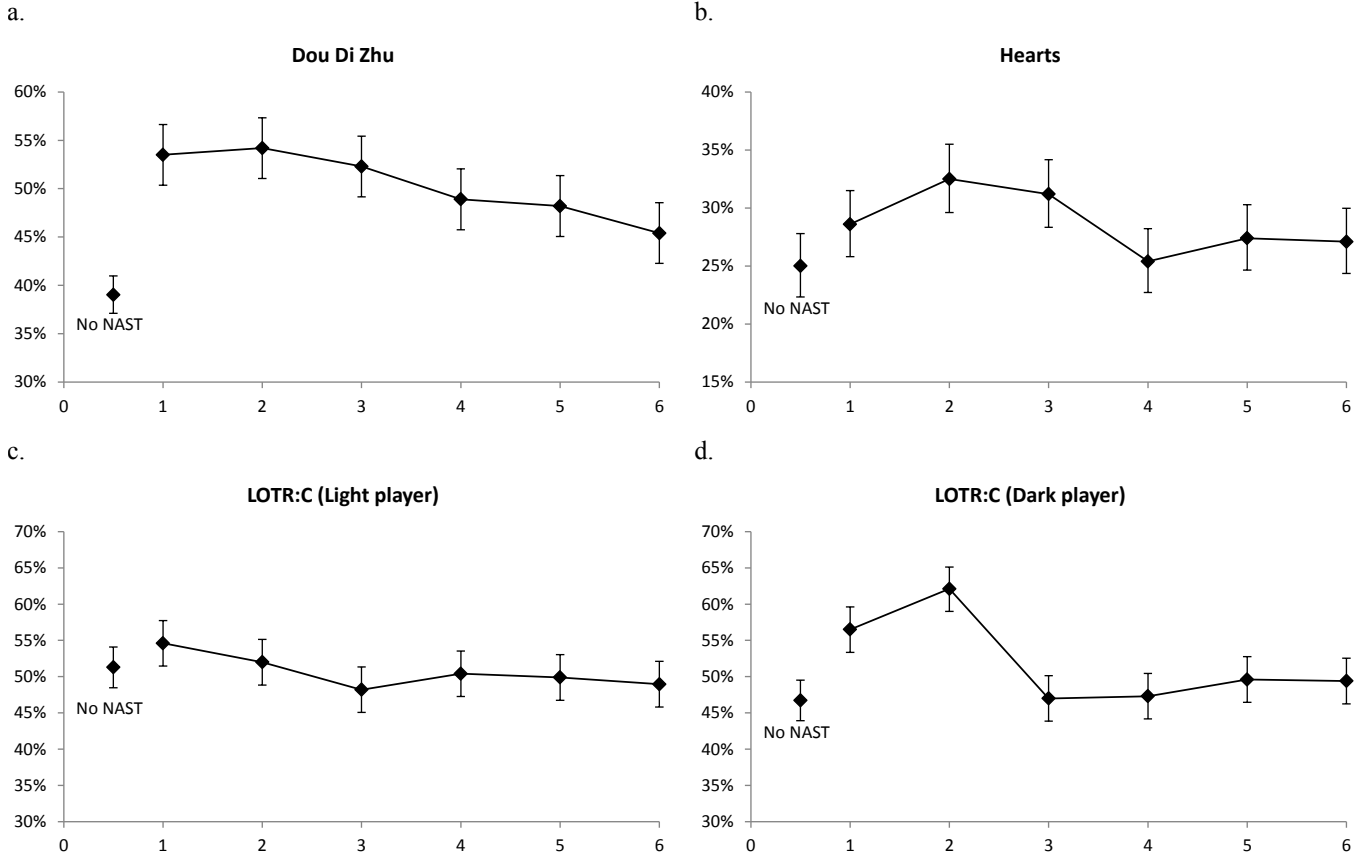 a.
Dou Di Zhu
60%
55%
50%
45%
40%
35%
30%
No NAST
0 1 2 3 4 5 6
b.
Hearts
40%
35%
30%
25%
20%
15%
No NAST
0 1 2 3 4 5 6
c.
LOTR:C (Light player)
70%
65%
60%
55%
50%
45%
40%
35%
30%
No NAST
0 1 2 3 4 5 6
d.
LOTR:C (Dark player)
70%
65%
60%
55%
50%
45%
40%
35%
30%
No NAST
0 1 2 3 4 5 6